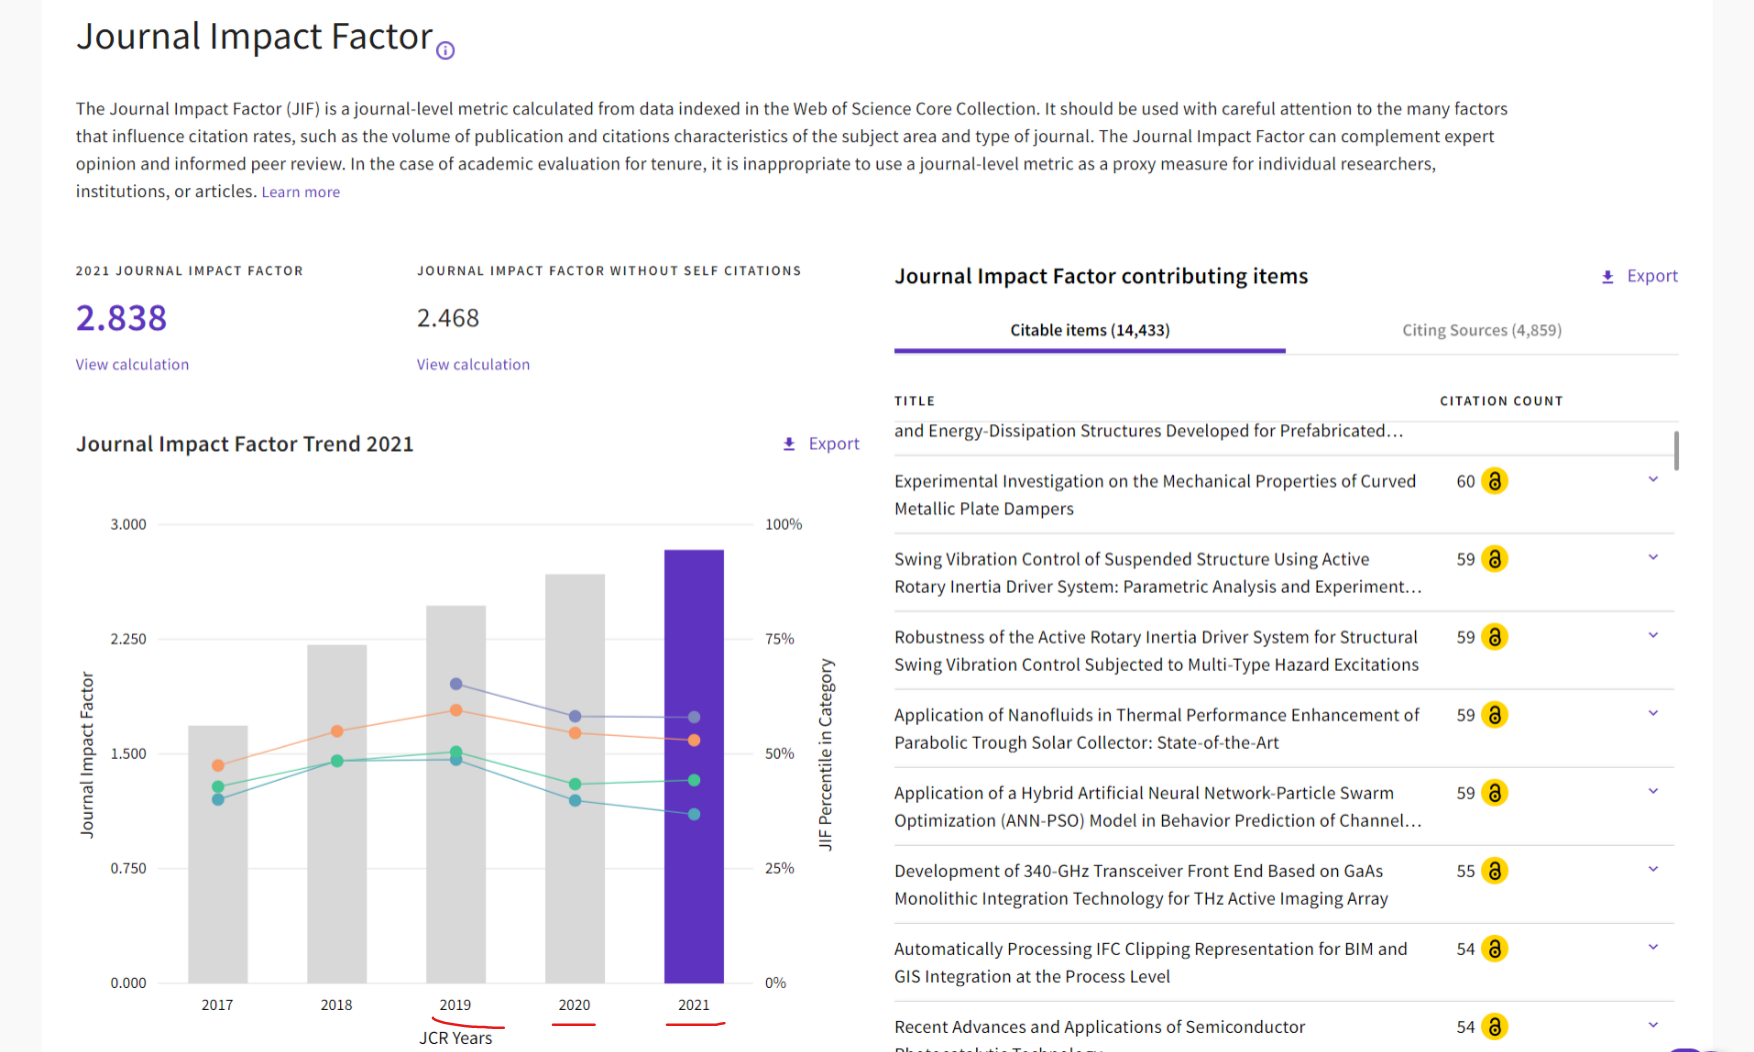 Journal Impact Factor
The Journal Impact Factor (JIF) is a journal-level metric calculated from data indexed in the Web of Science Core Collection. It should be used with careful attention to the many factors
that influence citation rates, such as the volume of publication and citations characteristics of the subject area and type of journal. The Journal Impact Factor can complement expert
opinion and informed peer review. In the case of academic evaluation for tenure, it is inappropriate to use a journal-level metric as a proxy measure for individual researchers,
institutions, or articles. Learn more
2021 JOURNAL IMPACT FACTOR
2.838
View calculation
JOURNAL IMPACT FACTOR WITHOUT SELF CITATIONS
2.468
View calculation
Journal Impact Factor Trend 2021
Export
3.000
2.250
1.500
0.750
0.000
Journal Impact Factor
100%
75%
50%
25%
0%
JIF Percentile in Category
2017 2018 2019 2020 2021
JCR Years
Journal Impact Factor contributing items
Export
Citable items (14,433)
Citing Sources (4,859)
TITLE CITATION COUNT
and Energy-Dissipation Structures Developed for Prefabricated...
Experimental Investigation on the Mechanical Properties of Curved 60
Metallic Plate Dampers
Swing Vibration Control of Suspended Structure Using Active 59
Rotary Inertia Driver System: Parametric Analysis and Experiment...
Robustness of the Active Rotary Inertia Driver System for Structural 59
Swing Vibration Control Subjected to Multi-Type Hazard Excitations
Application of Nanofluids in Thermal Performance Enhancement of 59
Parabolic Trough Solar Collector: State-of-the-Art
Application of a Hybrid Artificial Neural Network-Particle Swarm 59
Optimization (ANN-PSO) Model in Behavior Prediction of Channel...
Development of 340-GHz Transceiver Front End Based on GaAs 55
Monolithic Integration Technology for THz Active Imaging Array
Automatically Processing IFC Clipping Representation for BIM and 54
GIS Integration at the Process Level
Recent Advances and Applications of Semiconductor 54